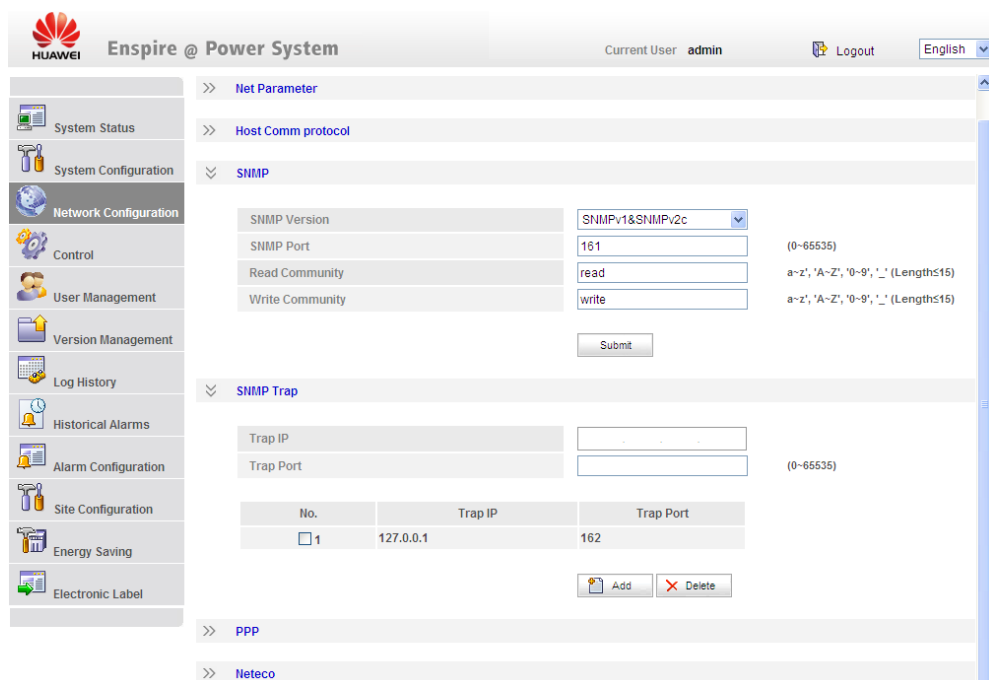 HUAWEI
Enspire @ Power System
Current User admin
Logout
English
System Status
System Configuration
Network Configuration
Control
User Management
Version Management
Log History
Historical Alarms
Alarm Configuration
Site Configuration
Energy Saving
Electronic Label
Net Parameter
Host Comm protocol
SNMP
SNMP Version SNMPv1&SNMPv2c
SNMP Port 161 (0~65535)
Read Community read a~z', 'A~Z', '0~9', '_' (Length≤15)
Write Community write a~z', 'A~Z', '0~9', '_' (Length≤15)
Submit
SNMP Trap
Trap IP . . .
Trap Port (0~65535)
No. Trap IP Trap Port
1 127.0.0.1 162
Add Delete
PPP
Neteco